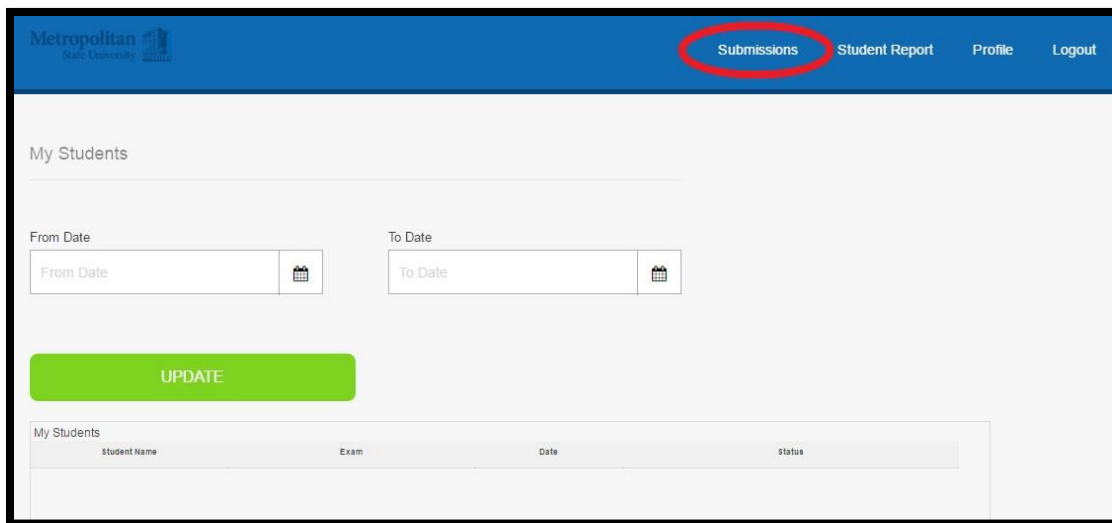 Metropolitan
State University
Submissions Student Report Profile Logout
My Students
From Date To Date
From Date To Date
UPDATE
My Students
Student Name Exam Date Status